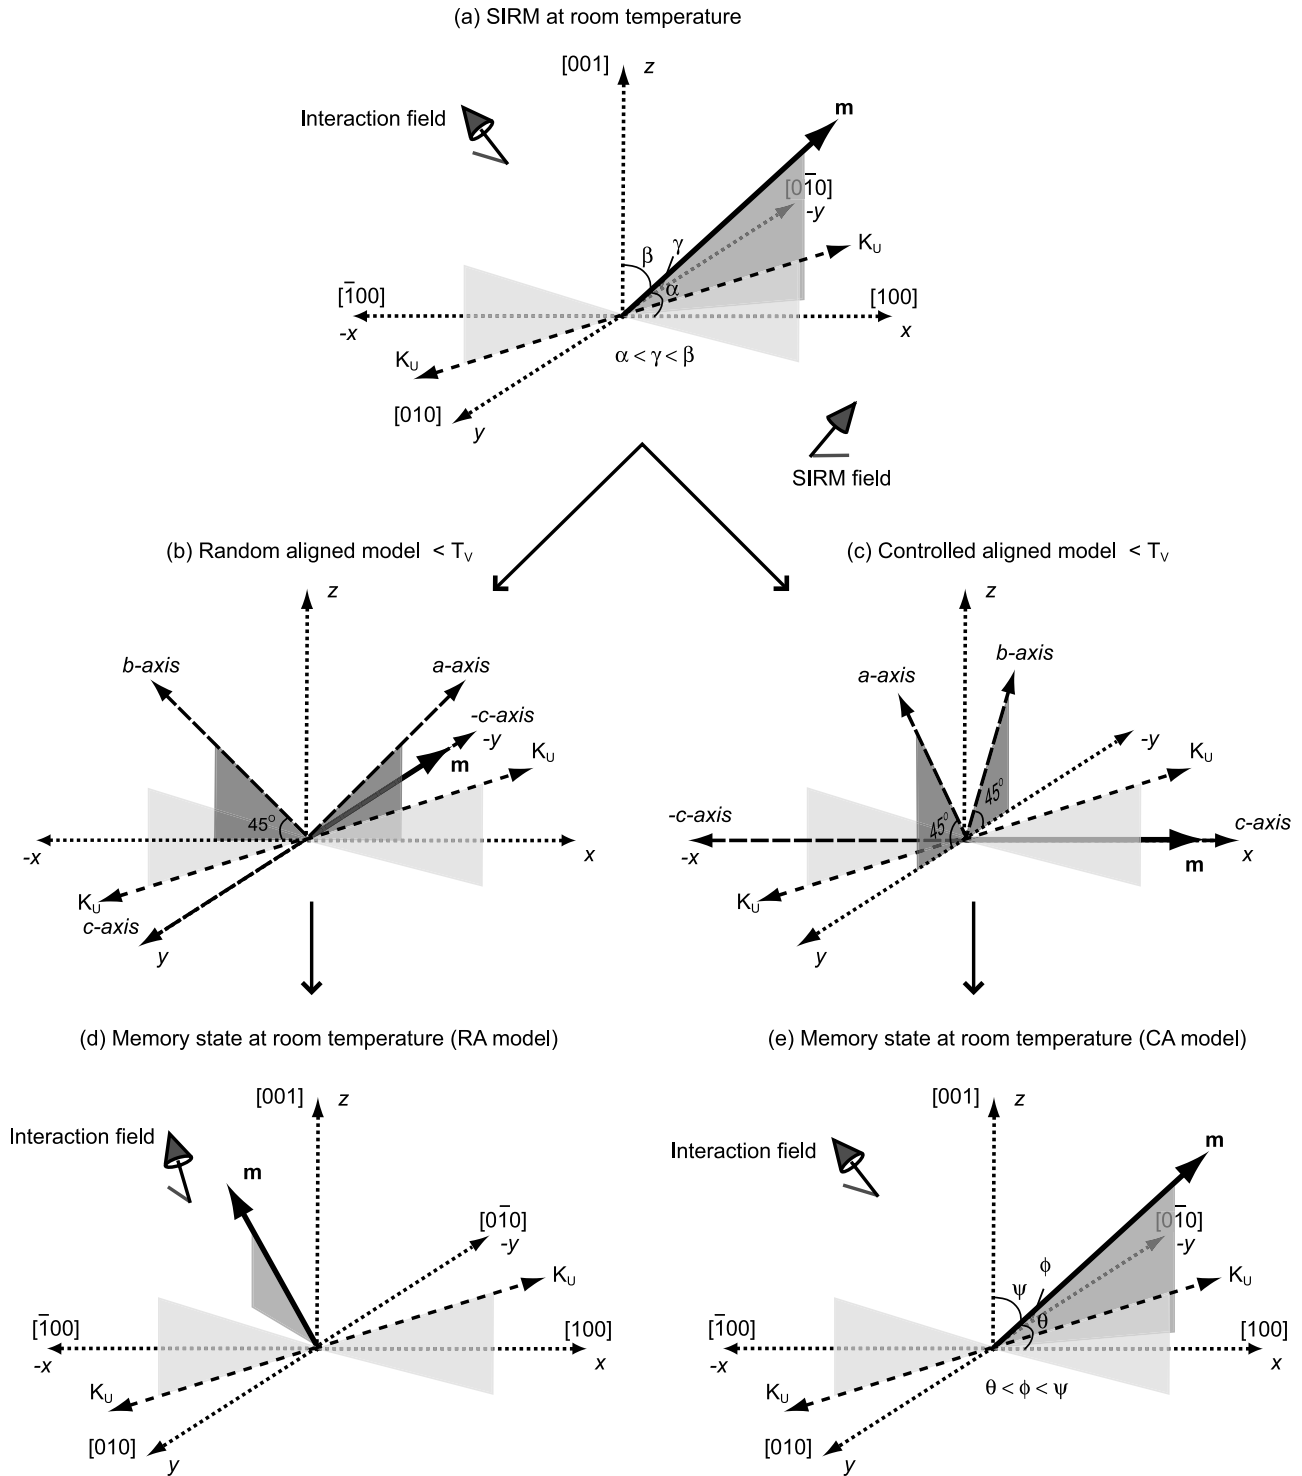 (a) SIRM at room temperature
[001] z
Interaction field
m
[01̄0]
-y
K_U
β γ
α
[1̄00] [100]
-x x
α < γ < β
K_U
[010]
y
SIRM field
(b) Random aligned model < T_V
(c) Controlled aligned model < T_V
z
b-axis a-axis
-c-axis
-y
K_U
m
45°
-x x
K_U
c-axis
y
z
b-axis
a-axis
-y
K_U
45°
45°
-c-axis c-axis
-x x
m
K_U
y
(d) Memory state at room temperature (RA model)
(e) Memory state at room temperature (CA model)
[001] z
Interaction field
m
[01̄0]
-y
K_U
[1̄00] [100]
-x x
K_U
[010]
y
[001] z
Interaction field
m
[01̄0]
-y
K_U
ψ ϕ
θ
[1̄00] [100]
-x x
θ < ϕ < ψ
K_U
[010]
y